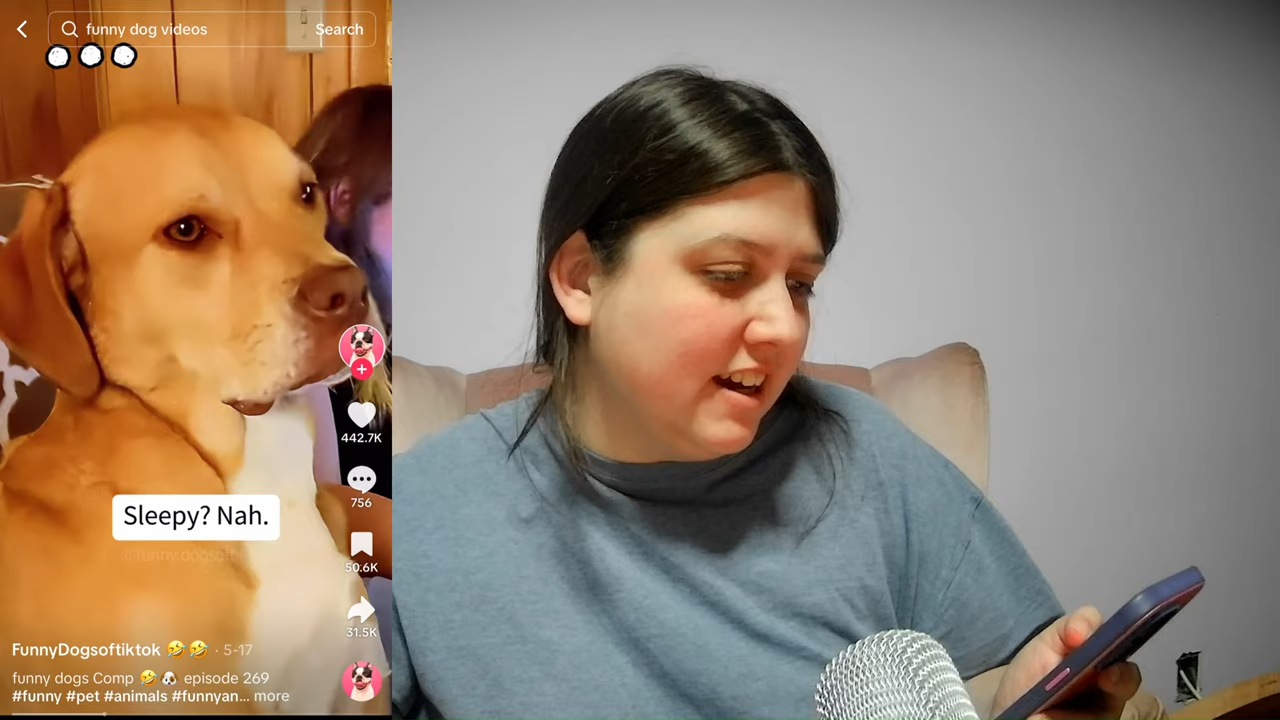 funny dog videos
Search
442.7K
Sleepy? Nah.
756
50.6K
31.5K
FunnyDogsoftiktok 🤣🤣 · 5-17
funny dogs Comp 🤣🐶 episode 269
#funny #pet #animals #funnyan... more